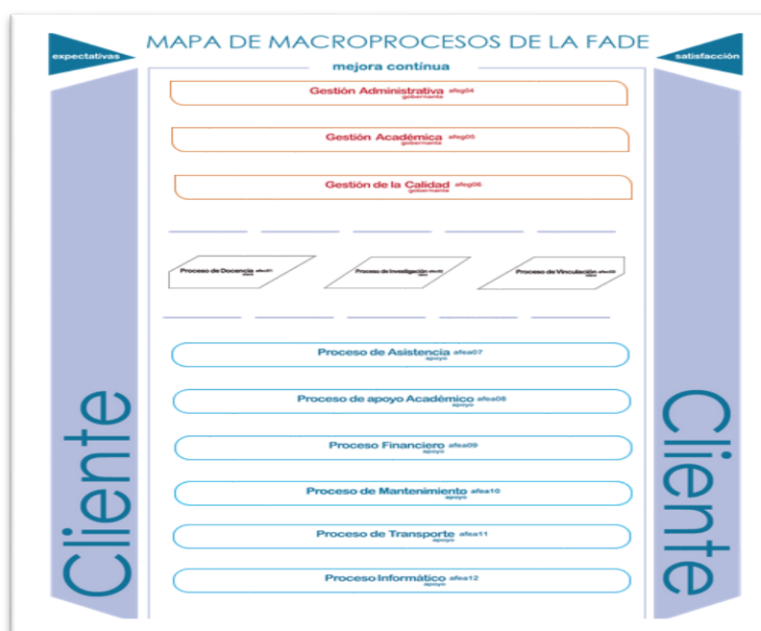 MAPA DE MACROPROCESOS DE LA FADE
expectativas
satisfacción
mejora contínua
Gestión Administrativa afeg04
gobernante
Gestión Académica afeg05
gobernante
Gestión de la Calidad afeg06
gobernante
Proceso de Docencia afec01
Proceso de Investigación
Proceso de Vinculación
Proceso de Asistencia afea07
apoyo
Proceso de apoyo Académico afea08
apoyo
Proceso Financiero afea09
apoyo
Proceso de Mantenimiento afea10
apoyo
Proceso de Transporte afea11
apoyo
Proceso Informático afea12
apoyo
Cliente
Cliente